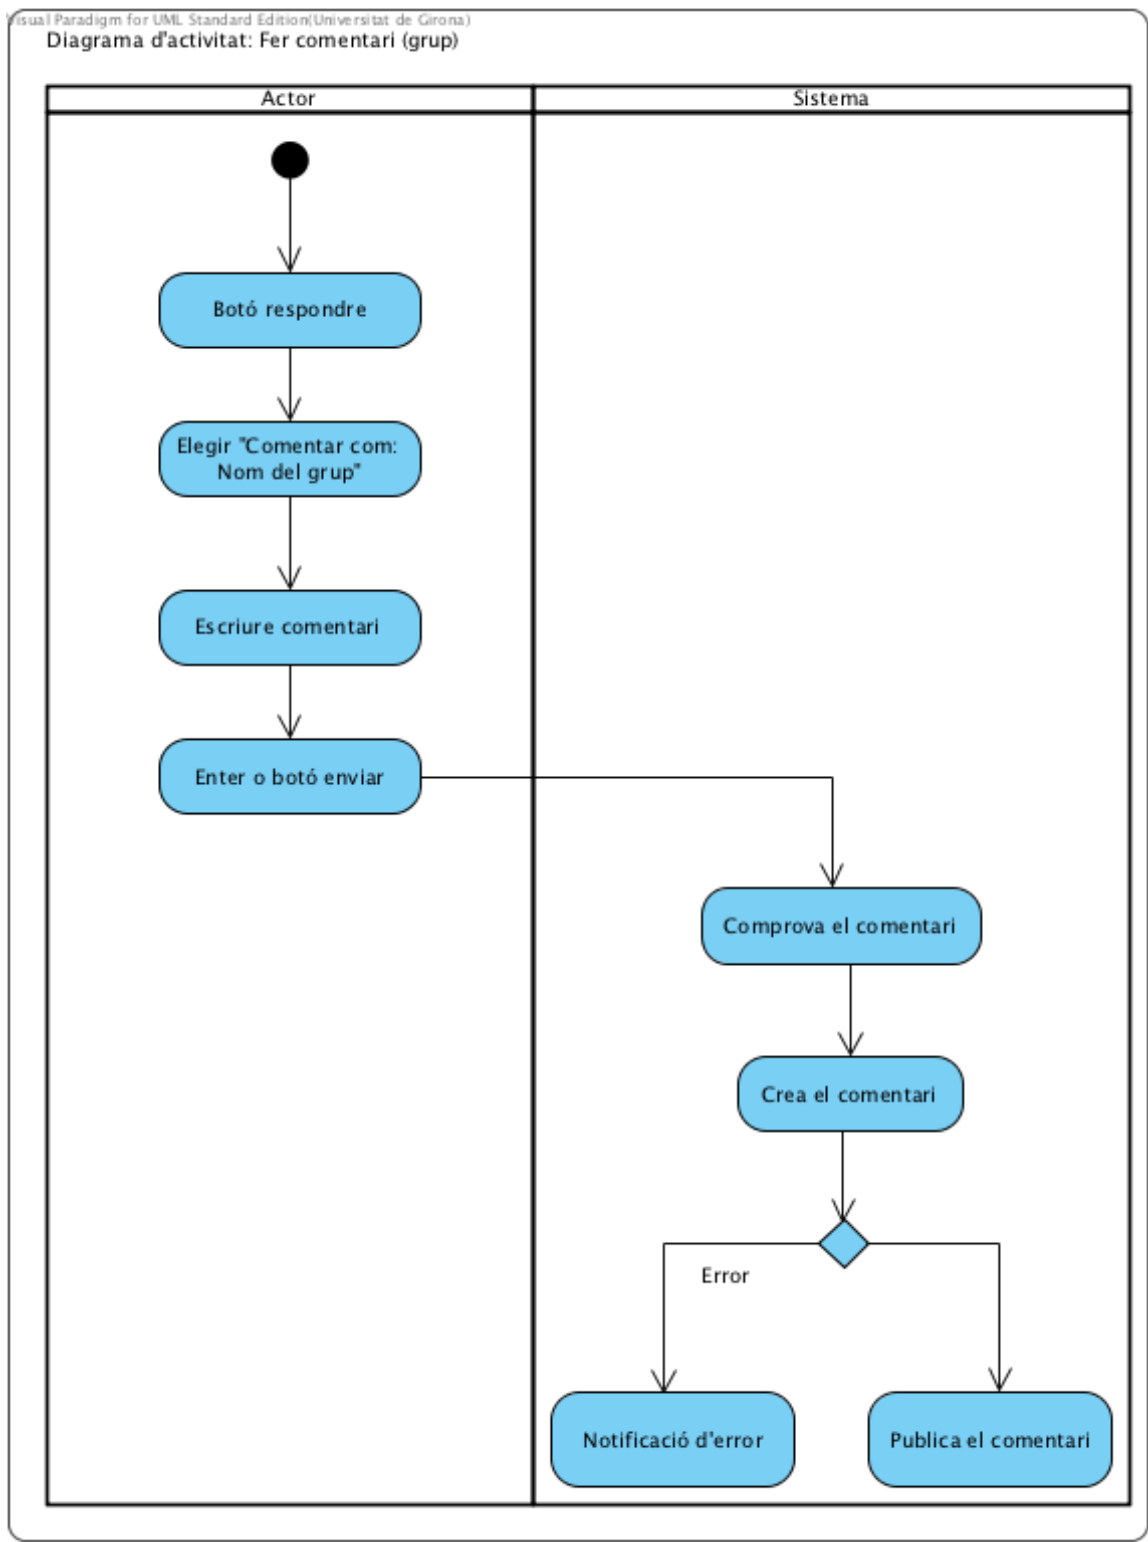 Visual Paradigm for UML Standard Edition(Universitat de Girona)
Diagrama d'activitat: Fer comentari (grup)
Actor
Sistema
Botó respondre
Elegir "Comentar com:
Nom del grup"
Escriure comentari
Enter o botó enviar
Comprova el comentari
Crea el comentari
Error
Notificació d'error
Publica el comentari